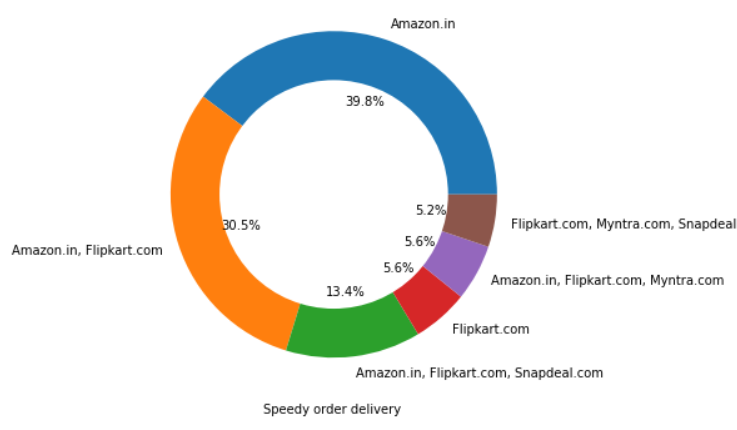 Amazon.in
39.8%
5.2%
Flipkart.com, Myntra.com, Snapdeal
30.5%
5.6%
Amazon.in, Flipkart.com
5.6%
Amazon.in, Flipkart.com, Myntra.com
13.4%
Flipkart.com
Amazon.in, Flipkart.com, Snapdeal.com
Speedy order delivery